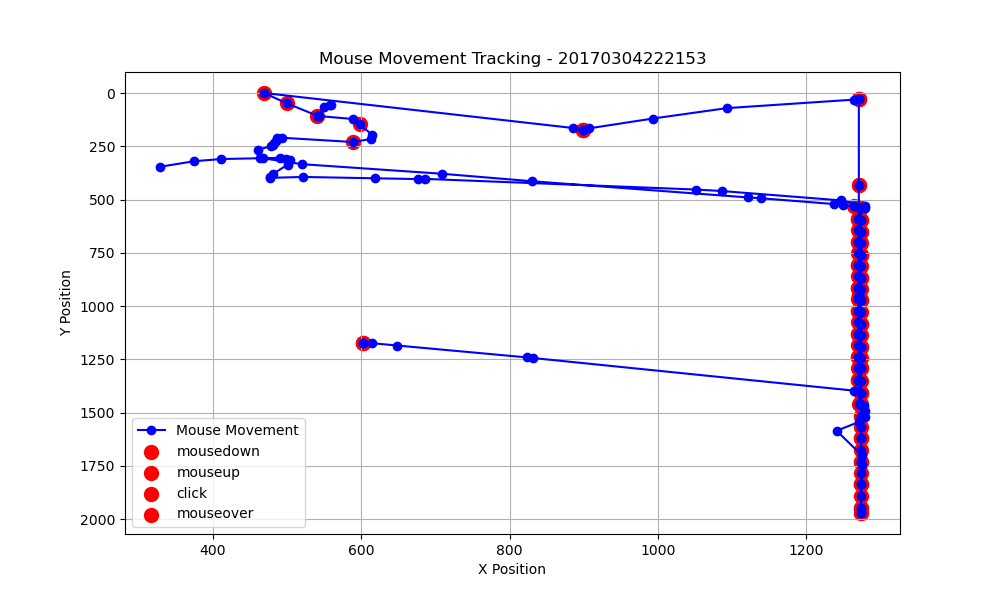 Mouse Movement Tracking - 20170304222153
0
250
500
750
1000
1250
1500
1750
2000
Y Position
Mouse Movement
mousedown
mouseup
click
mouseover
400
600
800
1000
1200
X Position